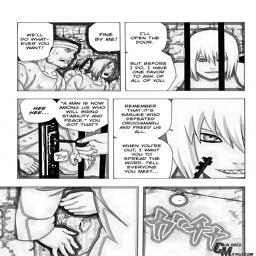 WE'LL
DO WHAT-
EVER YOU
WANT!
FINE
BY ME!
I'LL
OPEN THE
DOOR.
BUT BEFORE
I DO, I HAVE
ONE FAVOR
TO ASK OF
ALL OF YOU.
HEE
HEE...
"A MAN IS NOW
AMONG US WHO
WILL BRING
STABILITY AND
PEACE." YOU
GOT THAT?
REMEMBER
THAT IT'S
SASUKE WHO
DEFEATED
OROCHIMARU
AND FREED US
ALL.
WHEN YOU'RE
OUT, I WANT
YOU TO
SPREAD THE
WORD. TELL
EVERYONE
YOU MEET...